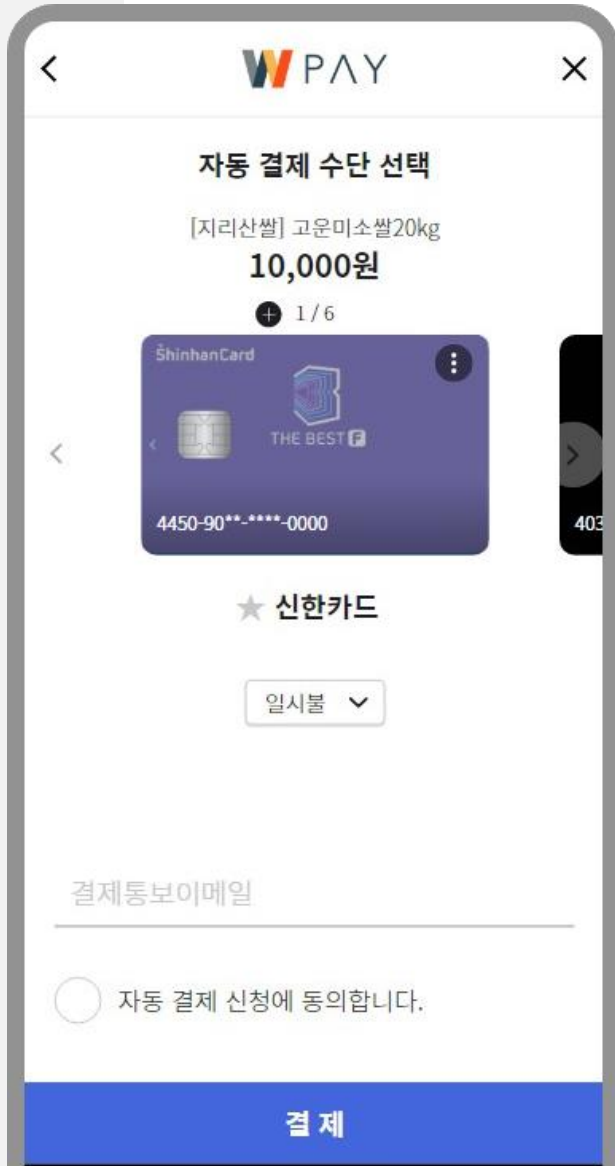 W PAY
자동 결제 수단 선택
[지리산쌀] 고운미소쌀20kg
10,000원
1 / 6
ShinhanCard
THE BEST F
4450-90**-****-0000
403
신한카드
일시불
결제통보이메일
자동 결제 신청에 동의합니다.
결 제